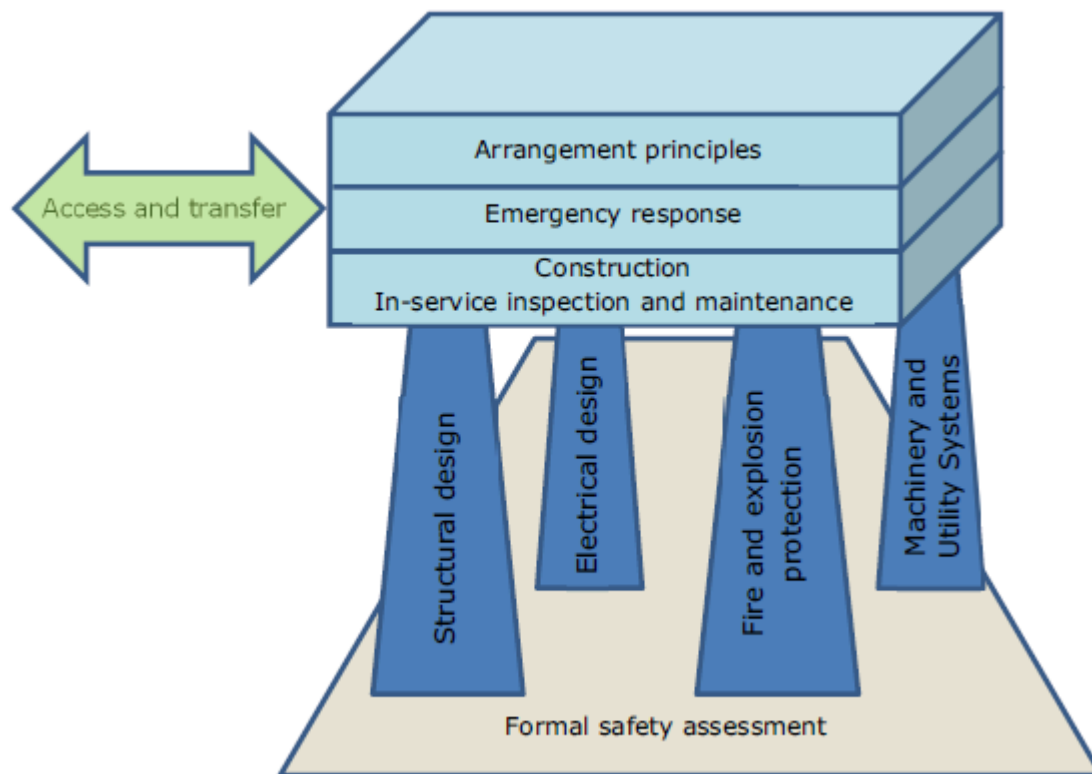 Arrangement principles
Access and transfer
Emergency response
Construction
In-service inspection and maintenance
Structural design
Electrical design
Fire and explosion
protection
Machinery and
Utility Systems
Formal safety assessment